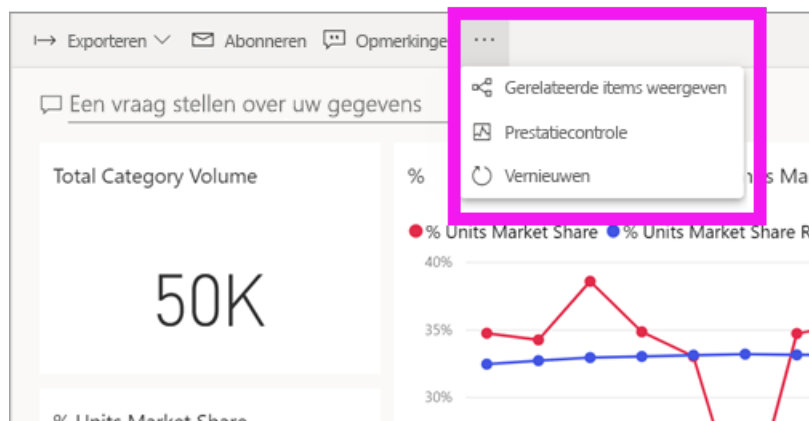 Exporteren Abonneren Opmerkinge ...
Gerelateerde items weergeven
Een vraag stellen over uw gegevens
Prestatiecontrole
Total Category Volume
%
Vernieuwen
s Ma
% Units Market Share % Units Market Share R
40%
50K
35%
30%
% Units Market Share